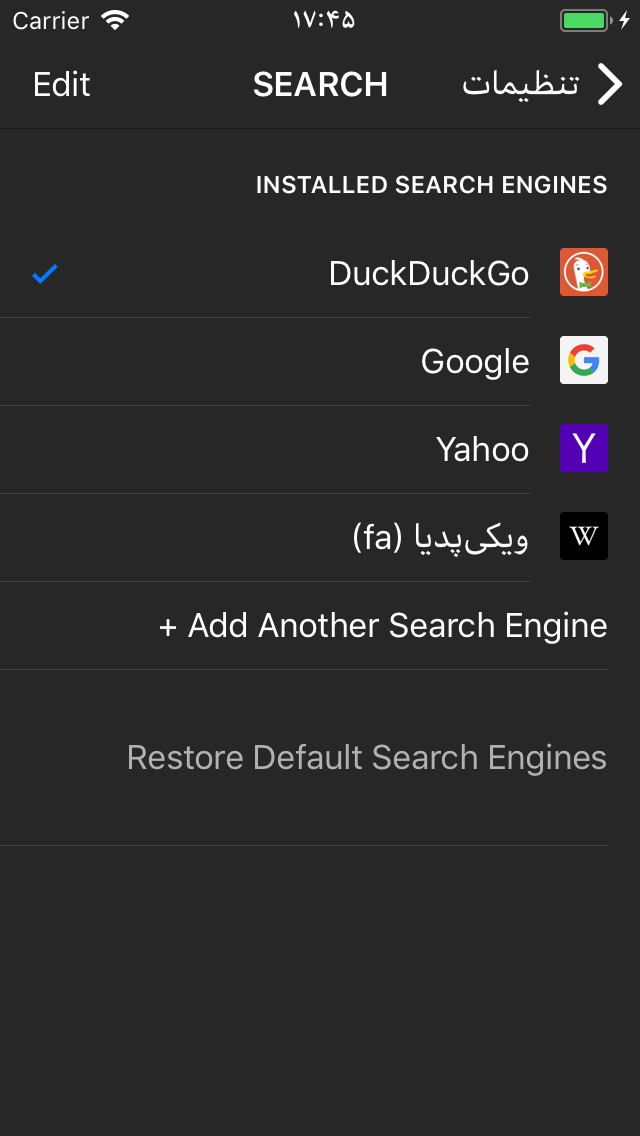 Carrier ۱۷:۴۵
Edit SEARCH تنظیمات
INSTALLED SEARCH ENGINES
DuckDuckGo
Google
Yahoo
ویکی‌پدیا (fa)
+ Add Another Search Engine
Restore Default Search Engines